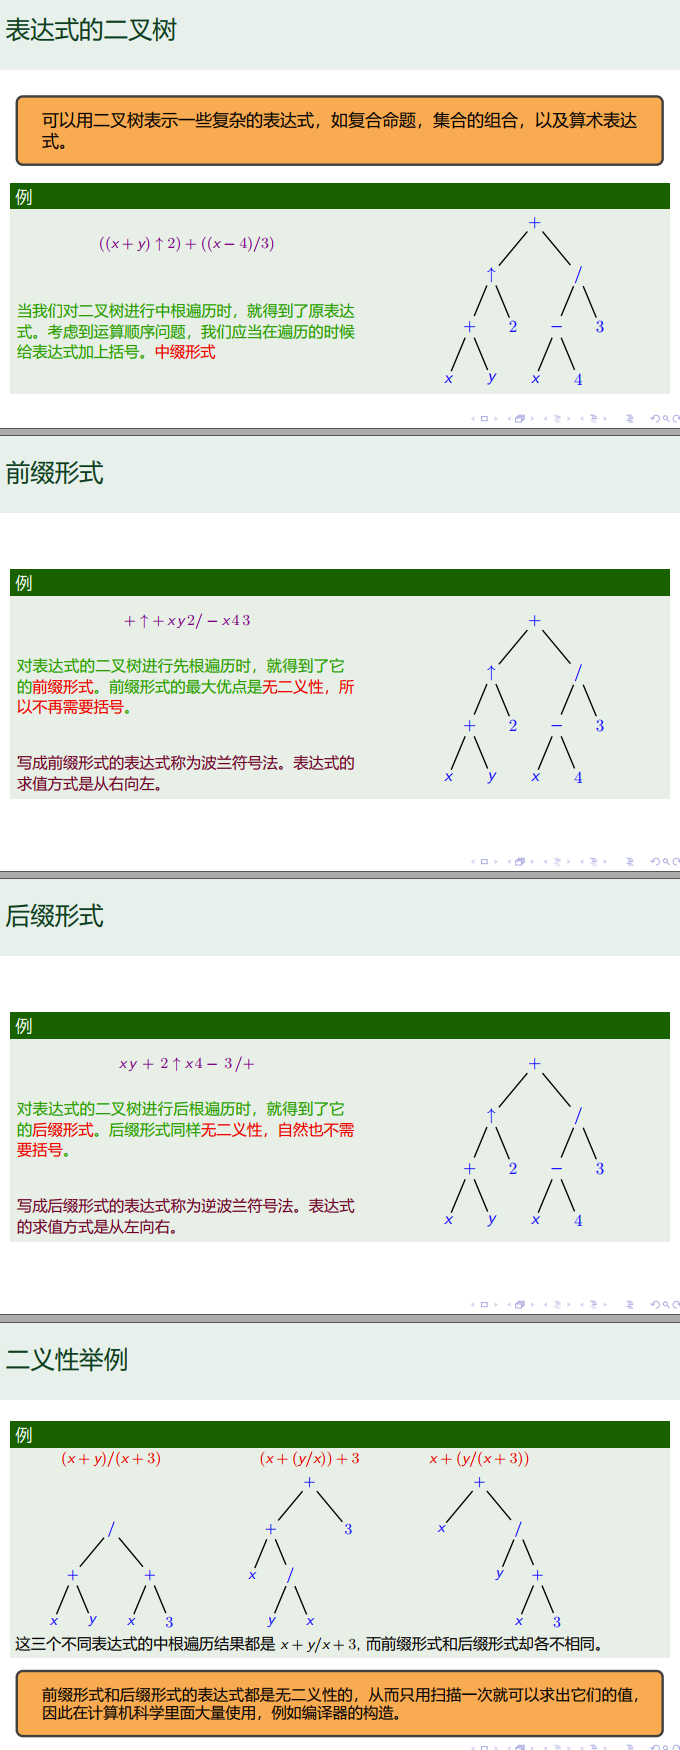 表达式的二叉树
可以用二叉树表示一些复杂的表达式，如复合命题，集合的组合，以及算术表达
式。
例
((x + y) ↑ 2) + ((x − 4)/3)
当我们对二叉树进行中根遍历时，就得到了原表达
式。考虑到运算顺序问题，我们应当在遍历的时候
给表达式加上括号。中缀形式
+
↑ /
+ 2 − 3
x y x 4
前缀形式
例
+ ↑ + x y 2 / − x 4 3
对表达式的二叉树进行先根遍历时，就得到了它
的前缀形式。前缀形式的最大优点是无二义性，所
以不再需要括号。
写成前缀形式的表达式称为波兰符号法。表达式的
求值方式是从右向左。
+
↑ /
+ 2 − 3
x y x 4
后缀形式
例
x y + 2 ↑ x 4 − 3 / +
对表达式的二叉树进行后根遍历时，就得到了它
的后缀形式。后缀形式同样无二义性，自然也不需
要括号。
写成后缀形式的表达式称为逆波兰符号法。表达式
的求值方式是从左向右。
+
↑ /
+ 2 − 3
x y x 4
二义性举例
例
(x + y)/(x + 3) (x + (y/x)) + 3 x + (y/(x + 3))
/
+ +
x y x 3
+
+ 3
x /
y x
+
x /
y +
x 3
这三个不同表达式的中根遍历结果都是 x + y/x + 3, 而前缀形式和后缀形式却各不相同。
前缀形式和后缀形式的表达式都是无二义性的，从而只用扫描一次就可以求出它们的值，
因此在计算机科学里面大量使用，例如编译器的构造。